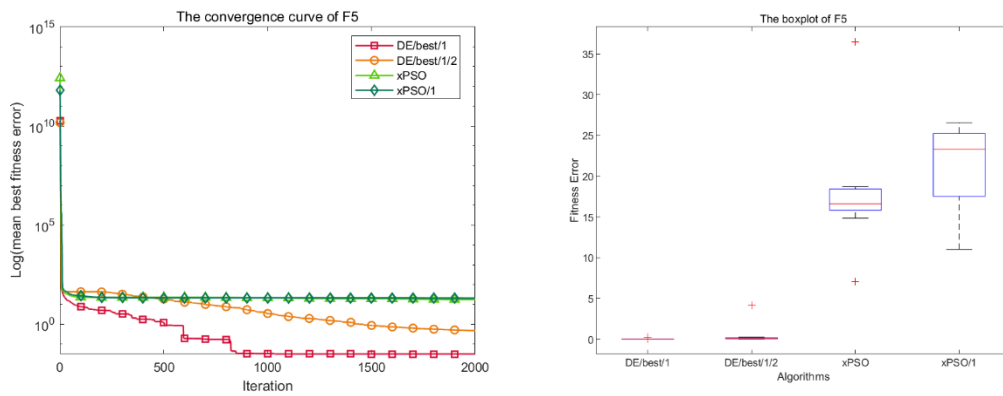 The convergence curve of F5
10^15
10^10
10^5
10^0
Log(mean best fitness error)
DE/best/1
DE/best/1/2
xPSO
xPSO/1
0 500 1000 1500 2000
Iteration
The boxplot of F5
35
30
25
20
15
10
5
0
Fitness Error
DE/best/1 DE/best/1/2 xPSO xPSO/1
Algorithms